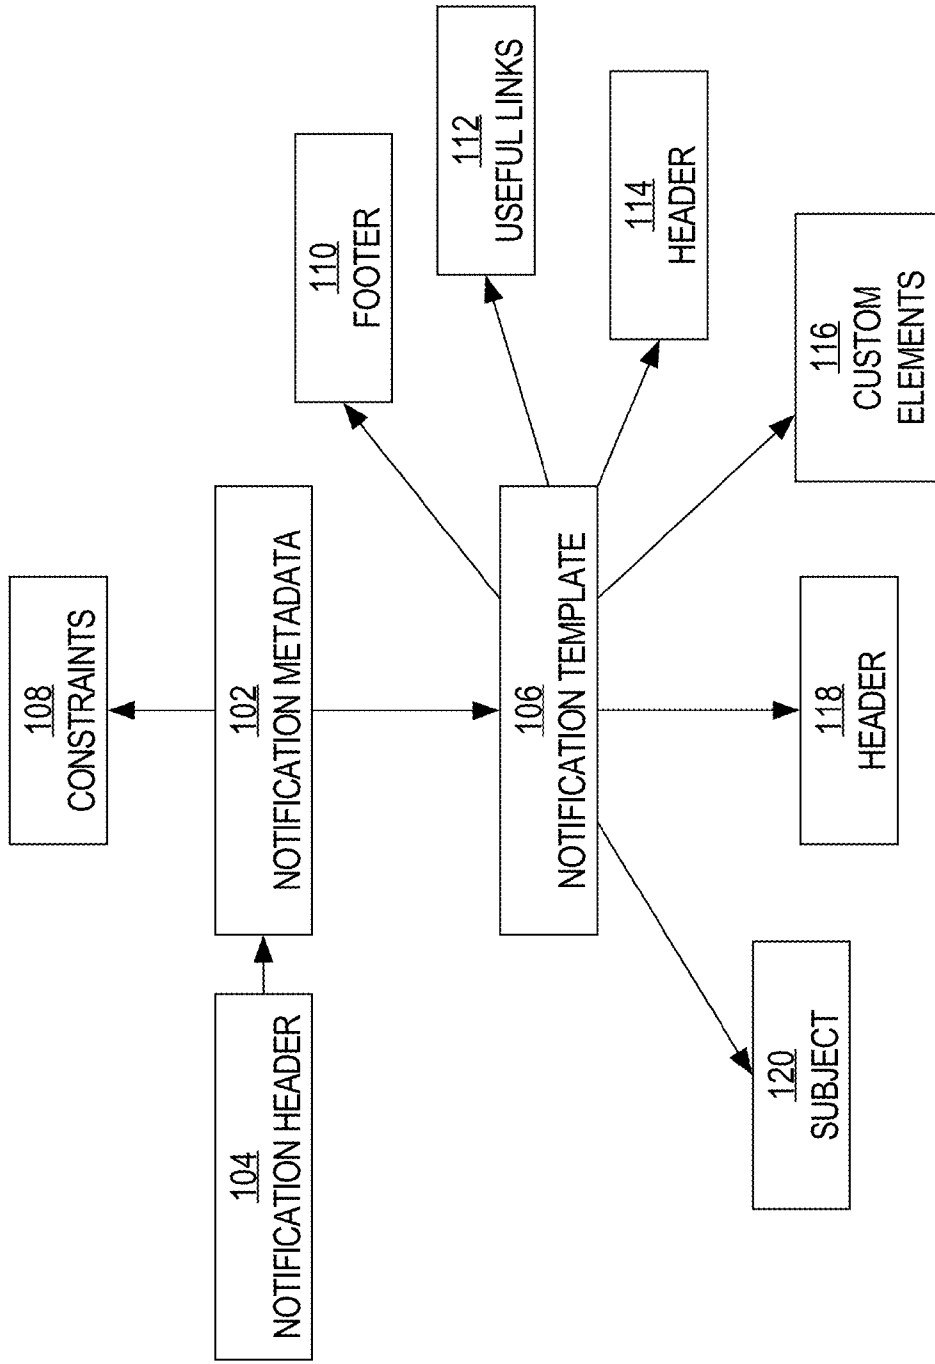 104
NOTIFICATION HEADER
108
CONSTRAINTS
102
NOTIFICATION METADATA
106
NOTIFICATION TEMPLATE
110
FOOTER
112
USEFUL LINKS
114
HEADER
116
CUSTOM
ELEMENTS
118
HEADER
120
SUBJECT